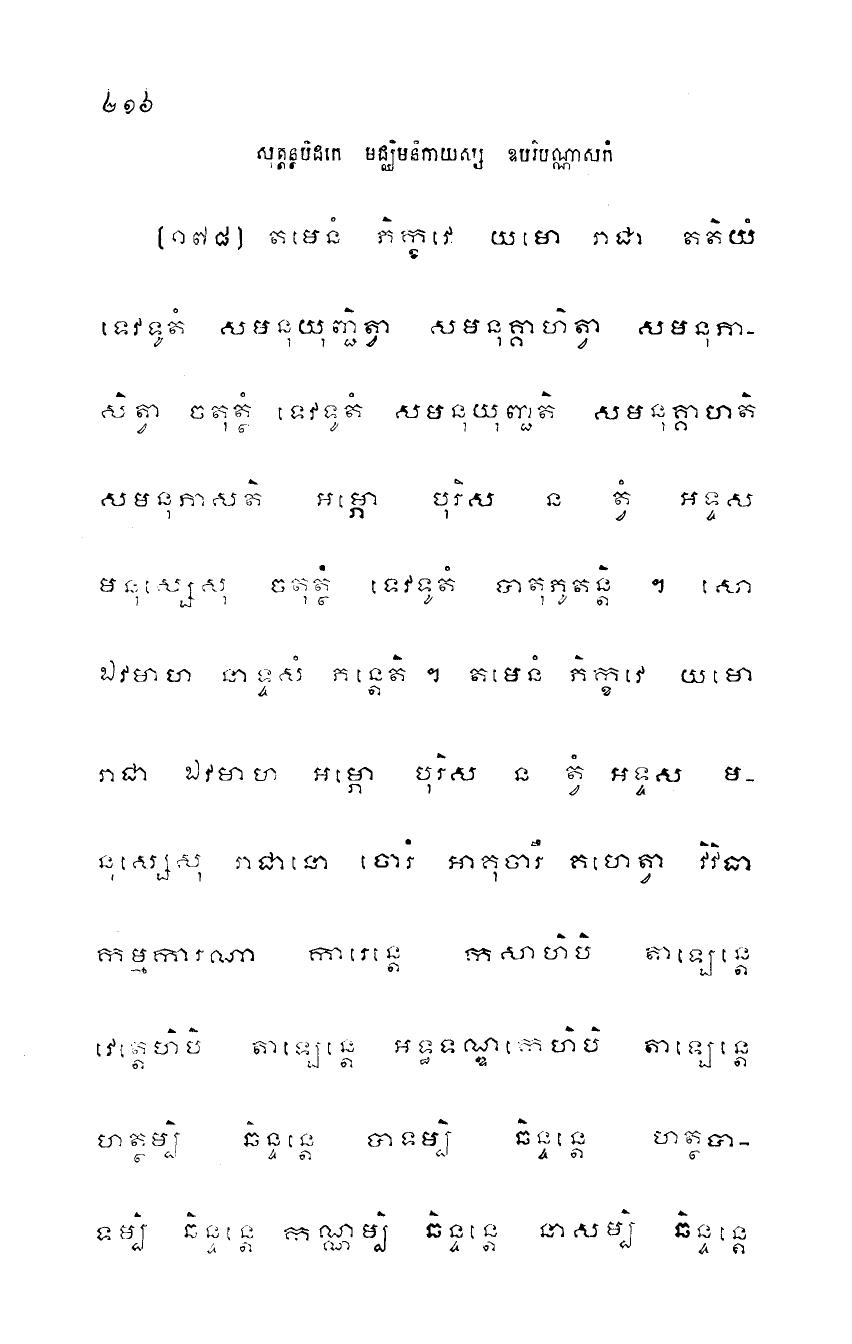 ២១៦
សុត្តន្តបិដកេ មជ្ឈិមនិកាយស្ស ឧបរិបណ្ណាសកំ
(១៧៨) តមេនំ ភិក្ខវេ យមោ រាជា តតិយំ
ទេវទូតំ សមនុយុញ្ជិត្វា សមនុគ្គាហិត្វា សមនុភា-
សិត្វា ចតុត្ថំ ទេវទូតំ សមនុយុញ្ជតិ សមនុគ្គាហតិ
សមនុភាសតិ អម្ភោ បុរិស ន ត្វំ អទ្ទស
មនុស្សេសុ ចតុត្ថំ ទេវទូតំ បាតុភូតន្តិ ។ សោ
ឯវមាហ នាទ្ទសំ ភន្តេតិ ។ តមេនំ ភិក្ខវេ យមោ
រាជា ឯវមាហ អម្ភោ បុរិស ន ត្វំ អទ្ទស ម-
នុស្សេសុ រាជានោ ចោរំ អាគុចារឹ គហេត្វា វិវិធា
កម្មការណា ការេន្តេ កសាហិបិ តាឡេន្តេ
វេត្តេហិបិ តាឡេន្តេ អទ្ធទណ្ឌកេហិបិ តាឡេន្តេ
ហត្ថម្បិ ឆិន្ទន្តេ បាទម្បិ ឆិន្ទន្តេ ហត្ថបា-
ទម្បិ ឆិន្ទន្តេ កណ្ណម្បិ ឆិន្ទន្តេ នាសម្បិ ឆិន្ទន្តេ